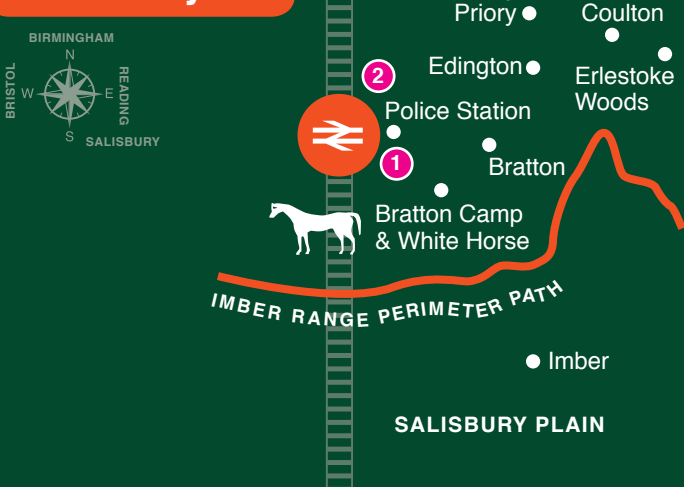 Priory
Coulton
BIRMINGHAM
N
BRISTOL
W
E
READING
S
SALISBURY
Edington
2
Erlestoke
Woods
Police Station
1
Bratton
Bratton Camp
& White Horse
IMBER RANGE PERIMETER PATH
Imber
SALISBURY PLAIN